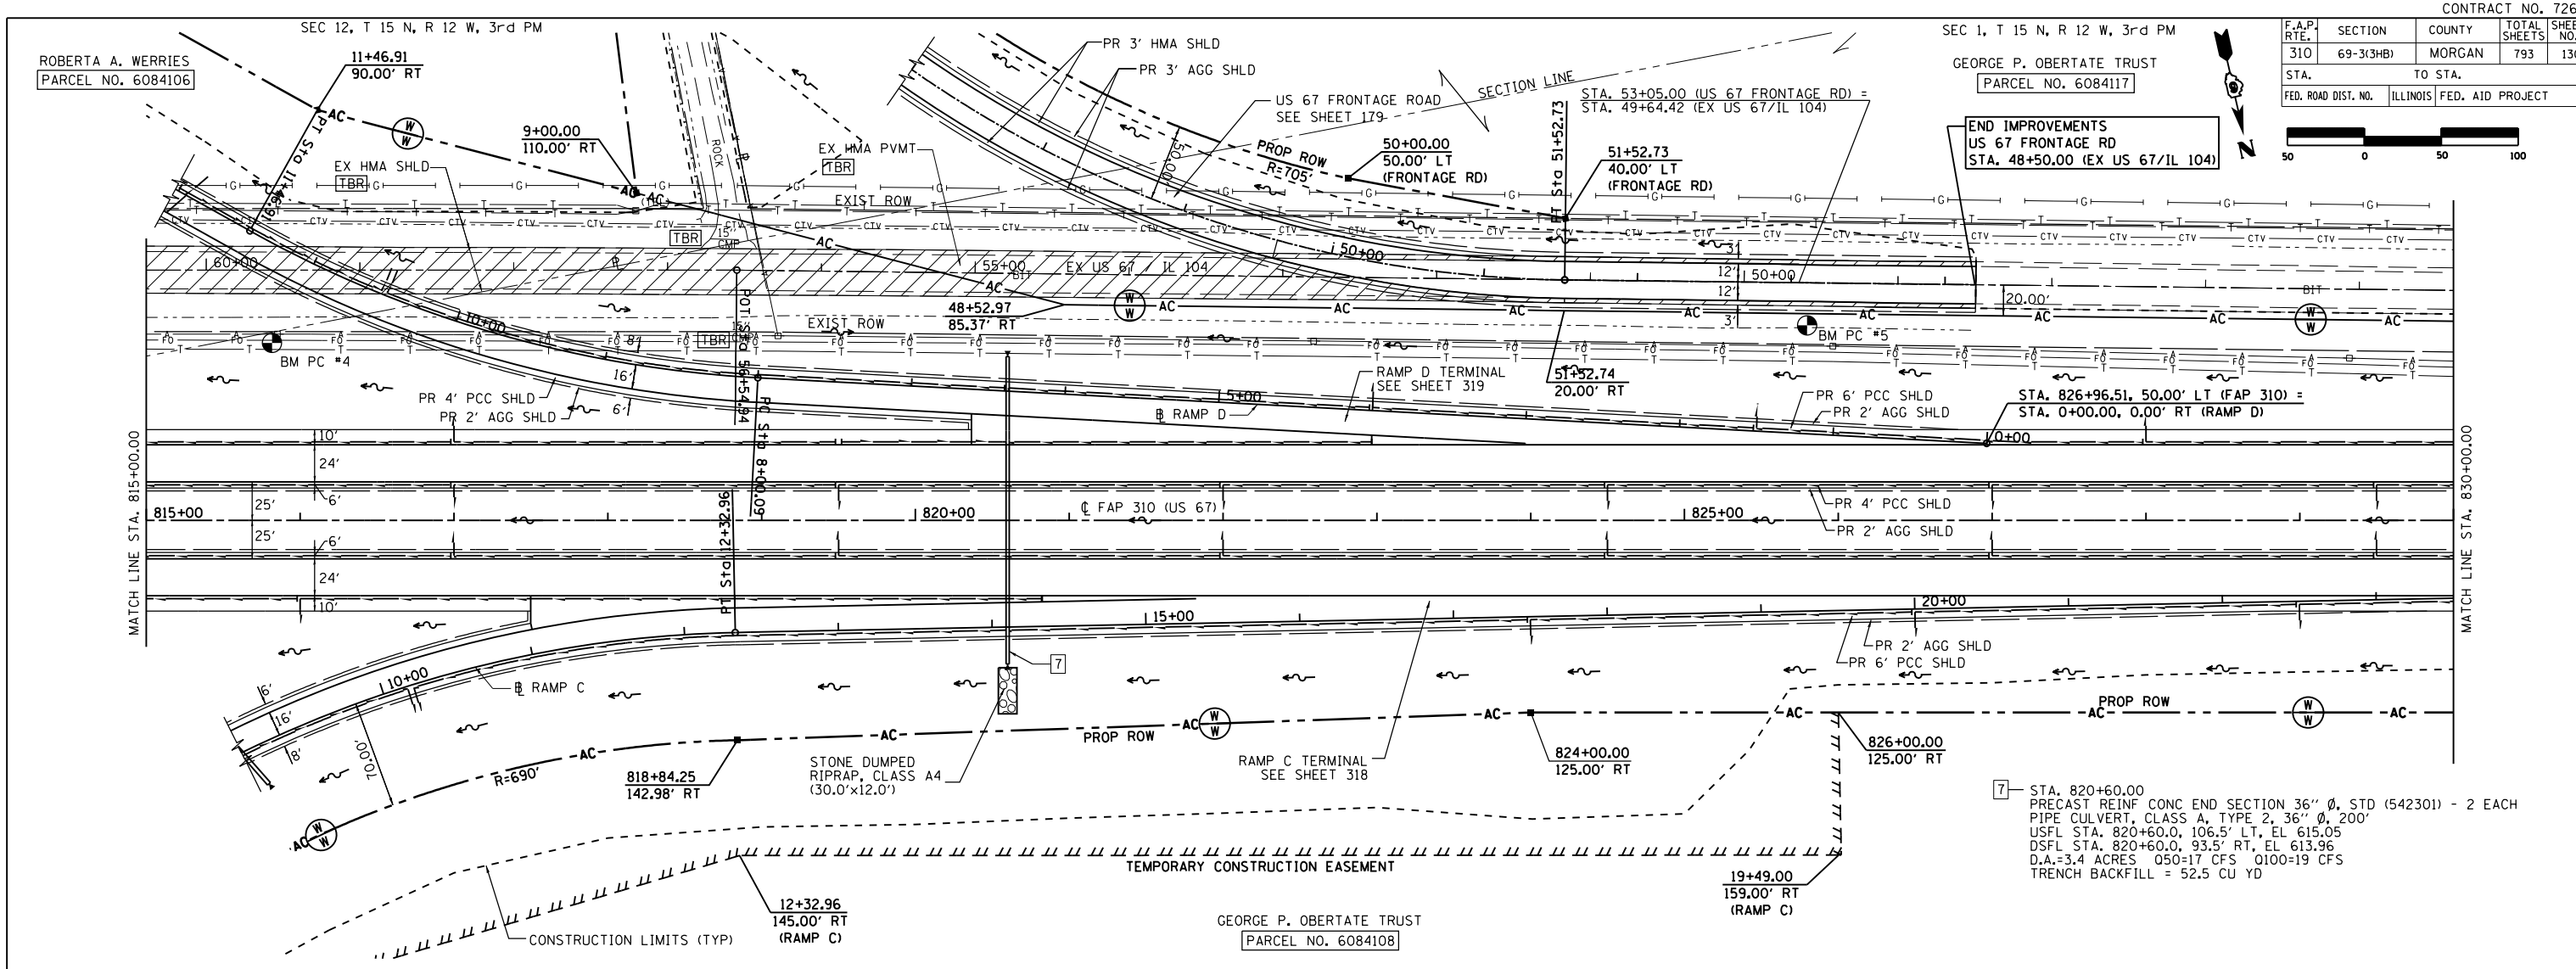 CONTRACT NO. 726
F.A.P. RTE. SECTION COUNTY TOTAL SHEETS
310 69-3(3HB) MORGAN 793
STA. TO STA.
FED. ROAD DIST. NO. ILLINOIS FED. AID PROJECT
SEC 12, T 15 N, R 12 W, 3rd PM
SEC 1, T 15 N, R 12 W, 3rd PM
ROBERTA A. WERRIES
PARCEL NO. 6084106
GEORGE P. OBERTATE TRUST
PARCEL NO. 6084117
N
50 0 50 100
11+46.91
90.00' RT
9+00.00
110.00' RT
EX HMA SHLD
TBR
EX HMA PVMT
TBR
ROCK
PR 3' HMA SHLD
PR 3' AGG SHLD
US 67 FRONTAGE ROAD
SEE SHEET 179
SECTION LINE
STA. 53+05.00 (US 67 FRONTAGE RD) =
STA. 49+64.42 (EX US 67/IL 104)
END IMPROVEMENTS
US 67 FRONTAGE RD
STA. 48+50.00 (EX US 67/IL 104)
PROP ROW
R=705'
50.00'
50+00.00
50.00' LT
(FRONTAGE RD)
51+52.73
40.00' LT
(FRONTAGE RD)
PT Sta 51+52.73
EXIST ROW
TBR
15"
CMP
60+00
55+00
BIT
EX US 67 / IL 104
50+00
50+00
3'
12'
12'
3'
20.00'
BIT
AC
W
W
48+52.97
85.37' RT
EXIST ROW
TBR
10+00
BM PC #4
BM PC #5
POT Sta 56+54.94
8'
16'
6'
PR 4' PCC SHLD
PR 2' AGG SHLD
PC Sta 8+00.09
5+00
℄ RAMP D
RAMP D TERMINAL
SEE SHEET 319
51+52.74
20.00' RT
PR 6' PCC SHLD
PR 2' AGG SHLD
STA. 826+96.51, 50.00' LT (FAP 310) =
STA. 0+00.00, 0.00' RT (RAMP D)
0+00
MATCH LINE STA. 815+00.00
MATCH LINE STA. 830+00.00
10'
24'
6'
25'
25'
6'
24'
10'
815+00
820+00
℄ FAP 310 (US 67)
825+00
PR 4' PCC SHLD
PR 2' AGG SHLD
PT Sta 12+32.96
10+00
15+00
20+00
℄ RAMP C
7
PR 2' AGG SHLD
PR 6' PCC SHLD
6'
16'
8'
70.00'
R=690'
818+84.25
142.98' RT
STONE DUMPED
RIPRAP, CLASS A4
(30.0'x12.0')
PROP ROW
RAMP C TERMINAL
SEE SHEET 318
824+00.00
125.00' RT
826+00.00
125.00' RT
PROP ROW
7 STA. 820+60.00
PRECAST REINF CONC END SECTION 36" Ø, STD (542301) - 2 EACH
PIPE CULVERT, CLASS A, TYPE 2, 36" Ø, 200'
USFL STA. 820+60.0, 106.5' LT, EL 615.05
DSFL STA. 820+60.0, 93.5' RT, EL 613.96
D.A.=3.4 ACRES Q50=17 CFS Q100=19 CFS
TRENCH BACKFILL = 52.5 CU YD
TEMPORARY CONSTRUCTION EASEMENT
12+32.96
145.00' RT
(RAMP C)
19+49.00
159.00' RT
(RAMP C)
CONSTRUCTION LIMITS (TYP)
GEORGE P. OBERTATE TRUST
PARCEL NO. 6084108